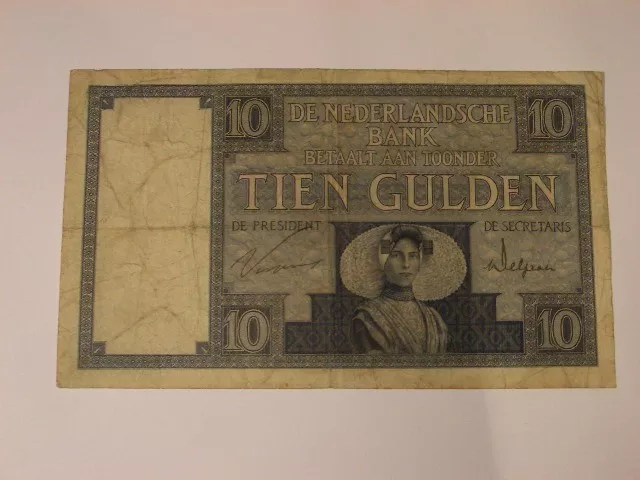 10 DE NEDERLANDSCHE 10
BANK
BETAALT AAN TOONDER
TIEN GULDEN
DE PRESIDENT DE SECRETARIS
10 10